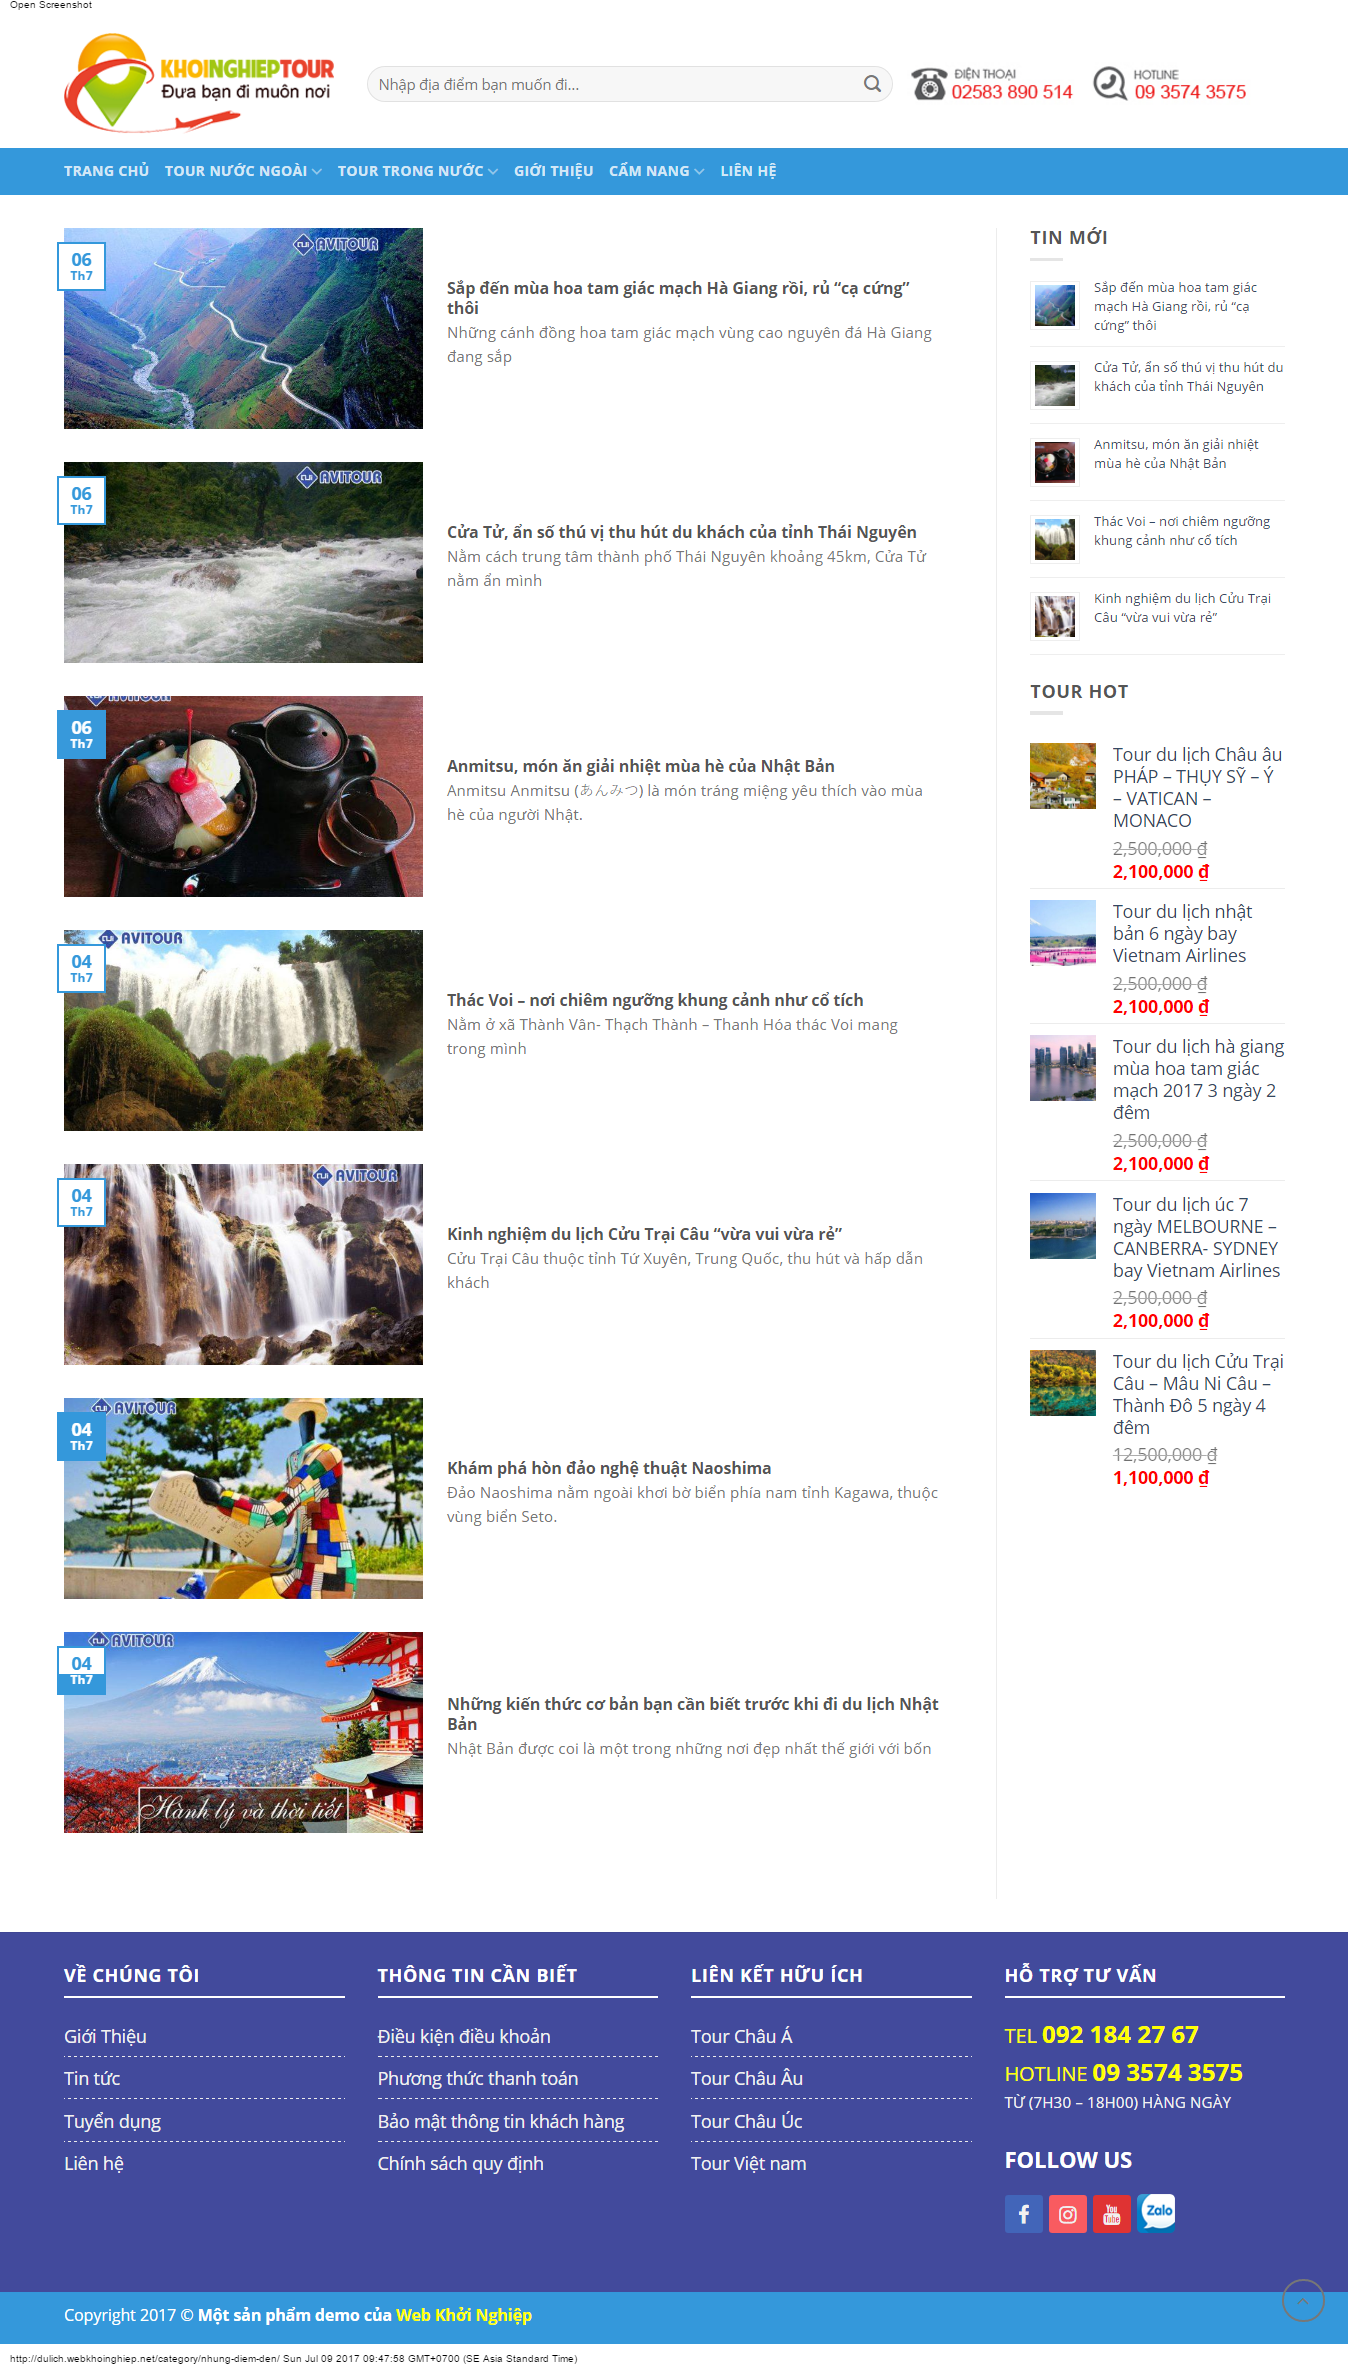 Open Screenshot
KHOINGHIEPTOUR
Đưa bạn đi muôn nơi
Nhập địa điểm bạn muốn đi...
ĐIỆN THOẠI
02583 890 514
HOTLINE
09 3574 3575
TRANG CHỦ TOUR NƯỚC NGOÀI TOUR TRONG NƯỚC GIỚI THIỆU CẨM NANG LIÊN HỆ
AVITOUR
06
Th7
Sắp đến mùa hoa tam giác mạch Hà Giang rồi, rủ “cạ cứng”
thôi
Những cánh đồng hoa tam giác mạch vùng cao nguyên đá Hà Giang
đang sắp
AVITOUR
06
Th7
Cửa Tử, ẩn số thú vị thu hút du khách của tỉnh Thái Nguyên
Nằm cách trung tâm thành phố Thái Nguyên khoảng 45km, Cửa Tử
nằm ẩn mình
AVITOUR
06
Th7
Anmitsu, món ăn giải nhiệt mùa hè của Nhật Bản
Anmitsu Anmitsu (あんみつ) là món tráng miệng yêu thích vào mùa
hè của người Nhật.
AVITOUR
04
Th7
Thác Voi – nơi chiêm ngưỡng khung cảnh như cổ tích
Nằm ở xã Thành Vân- Thạch Thành – Thanh Hóa thác Voi mang
trong mình
AVITOUR
04
Th7
Kinh nghiệm du lịch Cửu Trại Câu “vừa vui vừa rẻ”
Cửu Trại Câu thuộc tỉnh Tứ Xuyên, Trung Quốc, thu hút và hấp dẫn
khách
AVITOUR
04
Th7
Khám phá hòn đảo nghệ thuật Naoshima
Đảo Naoshima nằm ngoài khơi bờ biển phía nam tỉnh Kagawa, thuộc
vùng biển Seto.
AVITOUR
04
Th7
Hành lý và thời tiết
Những kiến thức cơ bản bạn cần biết trước khi đi du lịch Nhật
Bản
Nhật Bản được coi là một trong những nơi đẹp nhất thế giới với bốn
TIN MỚI
Sắp đến mùa hoa tam giác
mạch Hà Giang rồi, rủ “cạ
cứng” thôi
Cửa Tử, ẩn số thú vị thu hút du
khách của tỉnh Thái Nguyên
Anmitsu, món ăn giải nhiệt
mùa hè của Nhật Bản
Thác Voi – nơi chiêm ngưỡng
khung cảnh như cổ tích
Kinh nghiệm du lịch Cửu Trại
Câu “vừa vui vừa rẻ”
TOUR HOT
Tour du lịch Châu âu
PHÁP – THỤY SỸ – Ý
– VATICAN –
MONACO
2,500,000 ₫
2,100,000 ₫
Tour du lịch nhật
bản 6 ngày bay
Vietnam Airlines
2,500,000 ₫
2,100,000 ₫
Tour du lịch hà giang
mùa hoa tam giác
mạch 2017 3 ngày 2
đêm
2,500,000 ₫
2,100,000 ₫
Tour du lịch úc 7
ngày MELBOURNE –
CANBERRA- SYDNEY
bay Vietnam Airlines
2,500,000 ₫
2,100,000 ₫
Tour du lịch Cửu Trại
Câu – Mâu Ni Câu –
Thành Đô 5 ngày 4
đêm
12,500,000 ₫
1,100,000 ₫
VỀ CHÚNG TÔI
Giới Thiệu
Tin tức
Tuyển dụng
Liên hệ
THÔNG TIN CẦN BIẾT
Điều kiện điều khoản
Phương thức thanh toán
Bảo mật thông tin khách hàng
Chính sách quy định
LIÊN KẾT HỮU ÍCH
Tour Châu Á
Tour Châu Âu
Tour Châu Úc
Tour Việt nam
HỖ TRỢ TƯ VẤN
TEL 092 184 27 67
HOTLINE 09 3574 3575
TỪ (7H30 – 18H00) HÀNG NGÀY
FOLLOW US
You Tube
Zalo
Copyright 2017 © Một sản phẩm demo của Web Khởi Nghiệp
http://dulich.webkhoinghiep.net/category/nhung-diem-den/ Sun Jul 09 2017 09:47:58 GMT+0700 (SE Asia Standard Time)